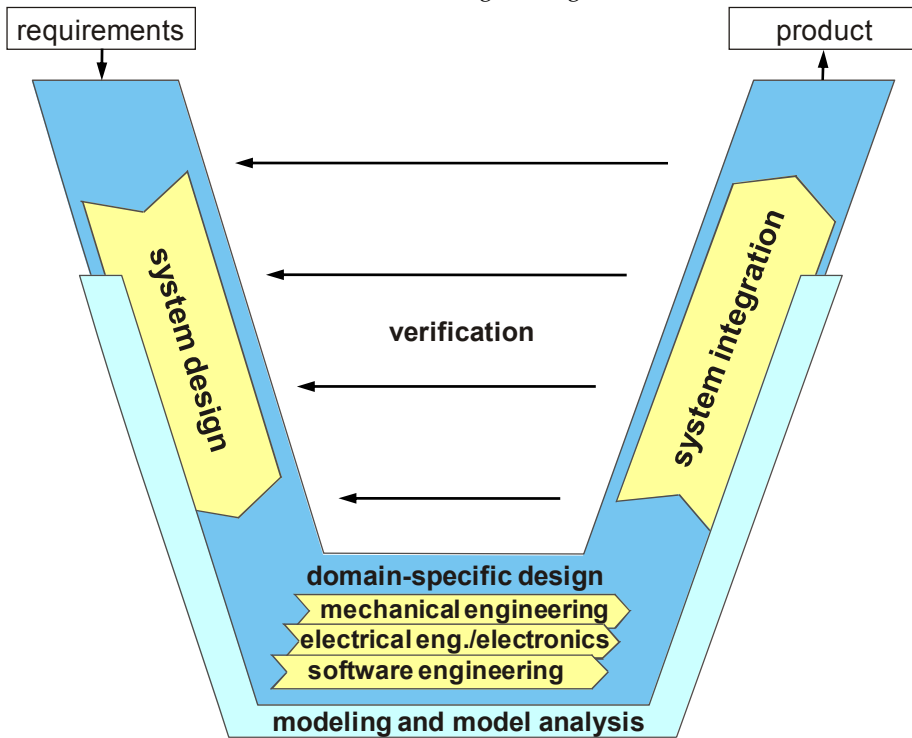 requirements
product
system design
verification
system integration
domain-specific design
mechanical engineering
electrical eng./electronics
software engineering
modeling and model analysis